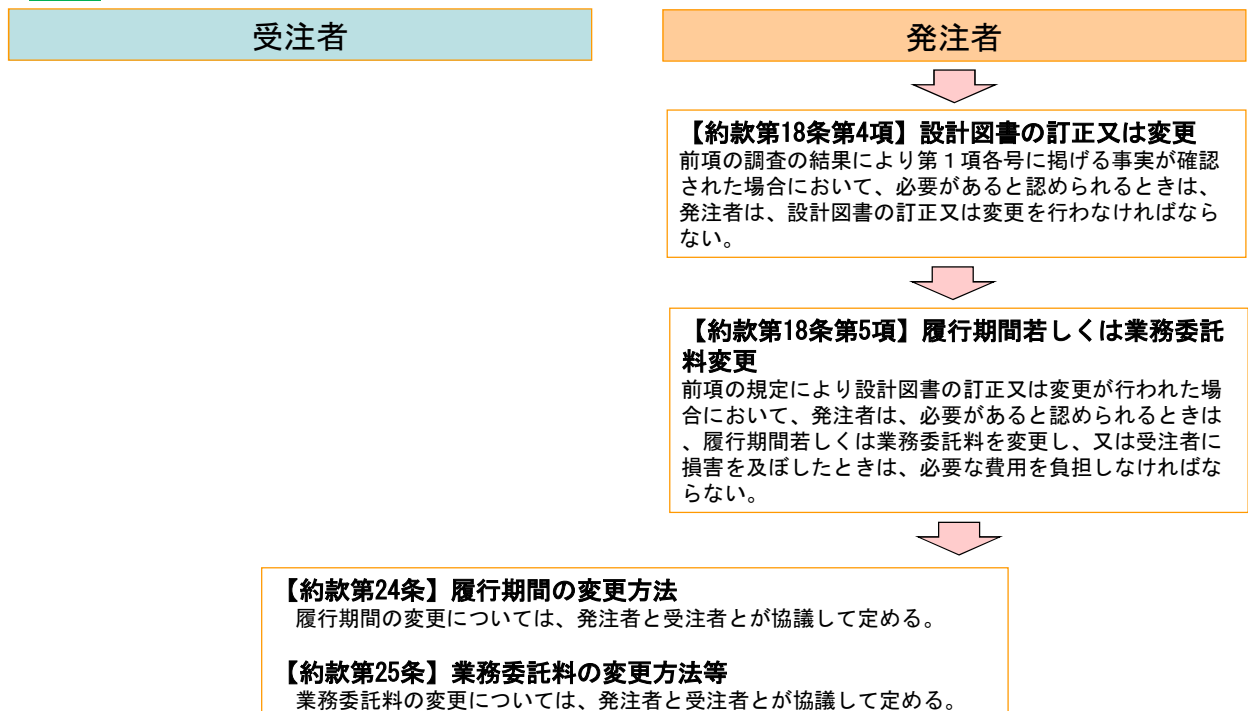 受注者
発注者
【約款第18条第4項】設計図書の訂正又は変更
前項の調査の結果により第１項各号に掲げる事実が確認
された場合において、必要があると認められるときは、
発注者は、設計図書の訂正又は変更を行わなければなら
ない。
【約款第18条第5項】履行期間若しくは業務委託
料変更
前項の規定により設計図書の訂正又は変更が行われた場
合において、発注者は、必要があると認められるときは
、履行期間若しくは業務委託料を変更し、又は受注者に
損害を及ぼしたときは、必要な費用を負担しなければな
らない。
【約款第24条】履行期間の変更方法
履行期間の変更については、発注者と受注者とが協議して定める。
【約款第25条】業務委託料の変更方法等
業務委託料の変更については、発注者と受注者とが協議して定める。